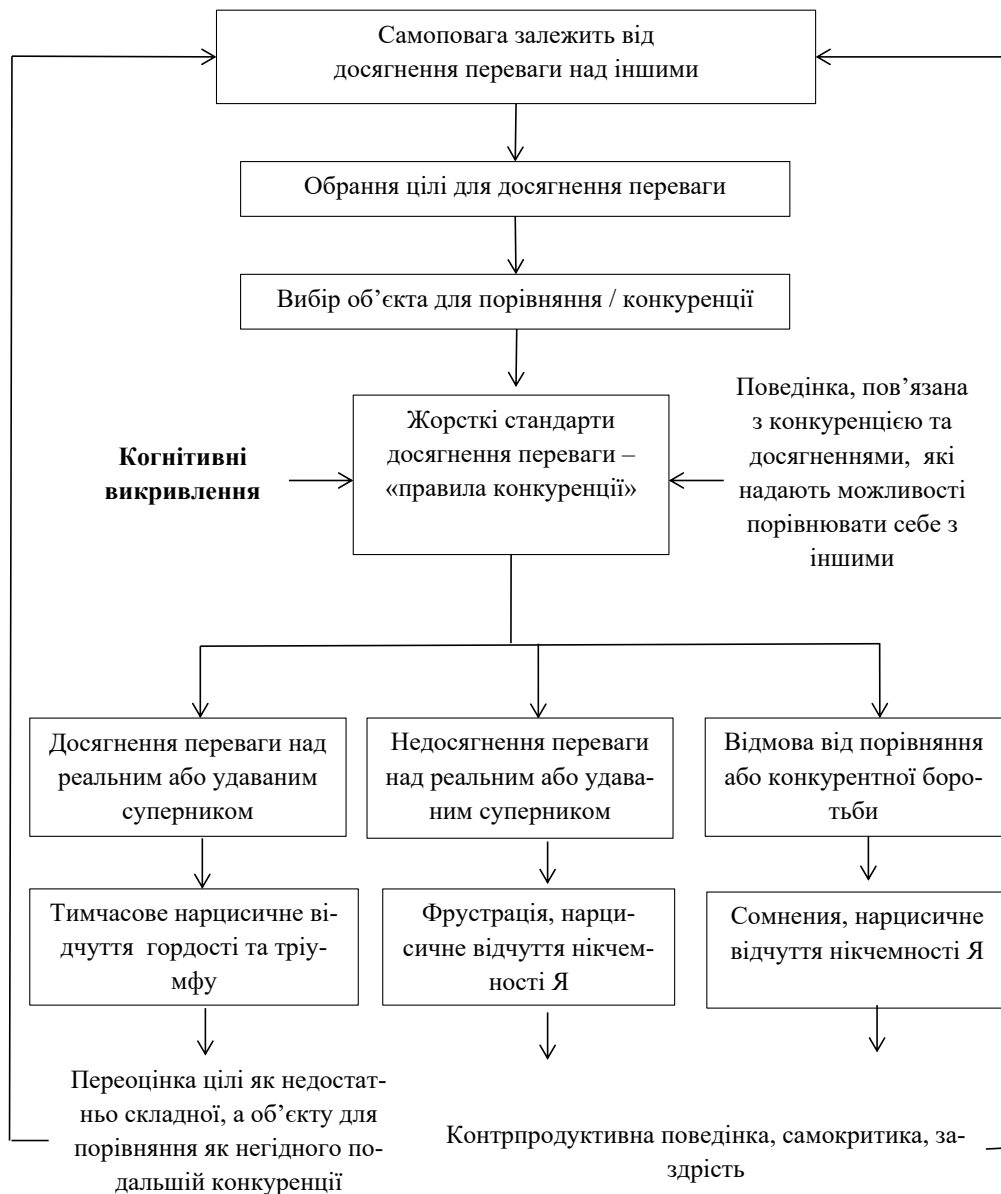 Самоповага залежить від
досягнення переваги над іншими
Обрання цілі для досягнення переваги
Вибір об’єкта для порівняння / конкуренції
Когнітивні
викривлення
Жорсткі стандарти
досягнення переваги –
«правила конкуренції»
Поведінка, пов’язана
з конкуренцією та
досягненнями, які
надають можливості
порівнювати себе з
іншими
Досягнення переваги над
реальним або удаваним
суперником
Недосягнення переваги
над реальним або удава-
ним суперником
Відмова від порівняння
або конкурентної боро-
тьби
Тимчасове нарцисичне ві-
дчуття гордості та тріу-
мфу
Фрустрація, нарци-
сичне відчуття нікчем-
ності Я
Сомнения, нарцисичне
відчуття нікчемності Я
Переоцінка цілі як недостат-
ньо складної, а об’єкту для
порівняння як негідного по-
дальшій конкуренції
Контрпродуктивна поведінка, самокритика, за-
здрість